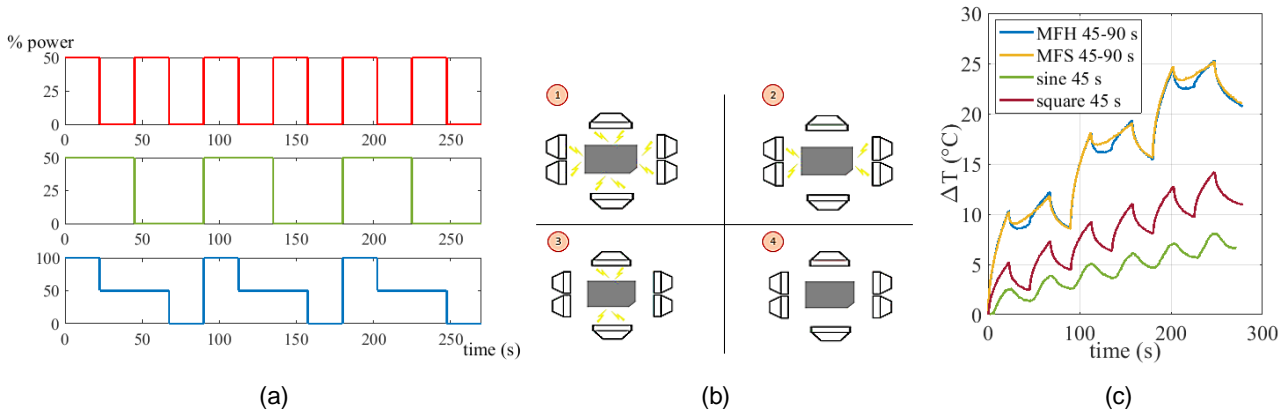 % power
50
0
0 50 100 150 200 250
50
0
0 50 100 150 200 250
100
50
0
0 50 100 150 200 250
time (s)
(a)
1
2
3
4
(b)
30
25
20
15
10
5
0
ΔT (°C)
MFH 45-90 s
MFS 45-90 s
sine 45 s
square 45 s
0 100 200 300
time (s)
(c)